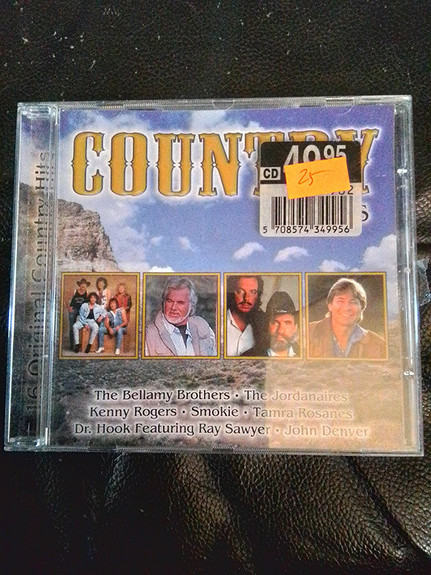 COUNTRY
CD
49.95
25
5 708574 349956
16 Original Country Hits
The Bellamy Brothers • The Jordanaires
Kenny Rogers • Smokie • Tamra Rosanes
Dr. Hook Featuring Ray Sawyer • John Denver